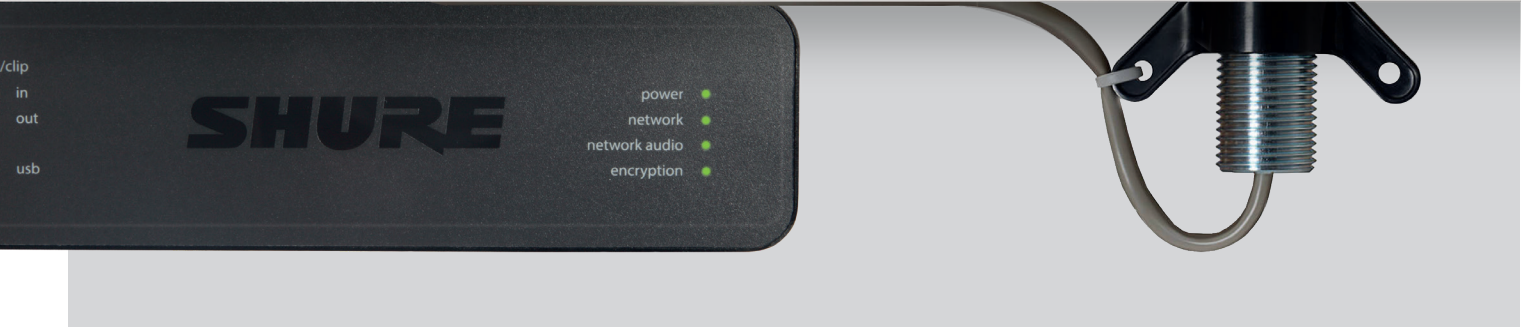 /clip
in
out
usb
SHURE
power
network
network audio
encryption